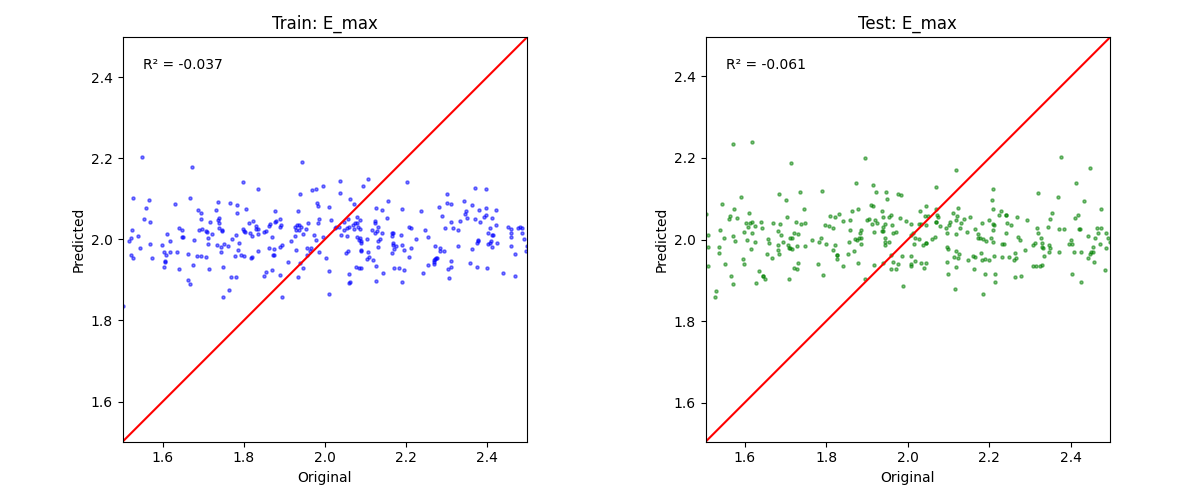 Train: E_max
R² = -0.037
2.4
2.2
2.0
1.8
1.6
Predicted
1.6 1.8 2.0 2.2 2.4
Original
Test: E_max
R² = -0.061
2.4
2.2
2.0
1.8
1.6
Predicted
1.6 1.8 2.0 2.2 2.4
Original